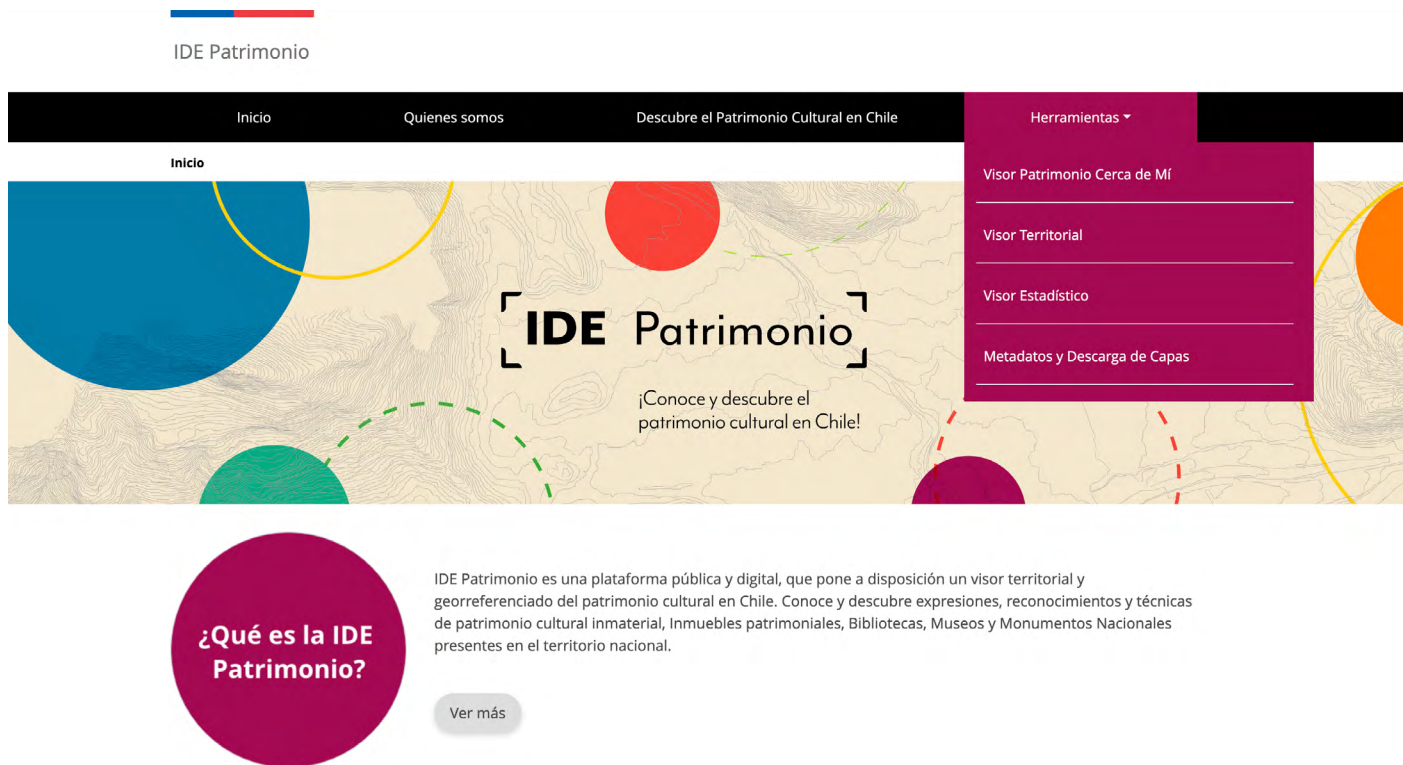 IDE Patrimonio
Inicio
Quienes somos
Descubre el Patrimonio Cultural en Chile
Herramientas
Inicio
Visor Patrimonio Cerca de Mí
Visor Territorial
Visor Estadístico
Metadatos y Descarga de Capas
IDE Patrimonio
¡Conoce y descubre el
patrimonio cultural en Chile!
¿Qué es la IDE
Patrimonio?
IDE Patrimonio es una plataforma pública y digital, que pone a disposición un visor territorial y
georreferenciado del patrimonio cultural en Chile. Conoce y descubre expresiones, reconocimientos y técnicas
de patrimonio cultural inmaterial, Inmuebles patrimoniales, Bibliotecas, Museos y Monumentos Nacionales
presentes en el territorio nacional.
Ver más